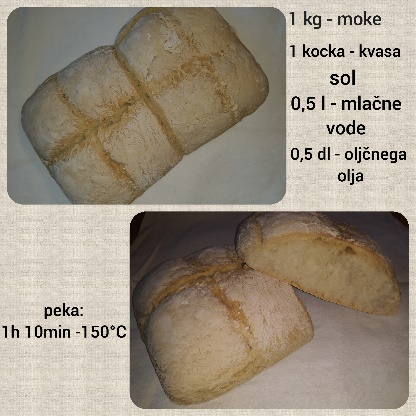 1 kg - moke
1 kocka - kvasa
sol
0,5 l - mlačne
vode
0,5 dl - oljčnega
olja
peka:
1h 10min -150°C